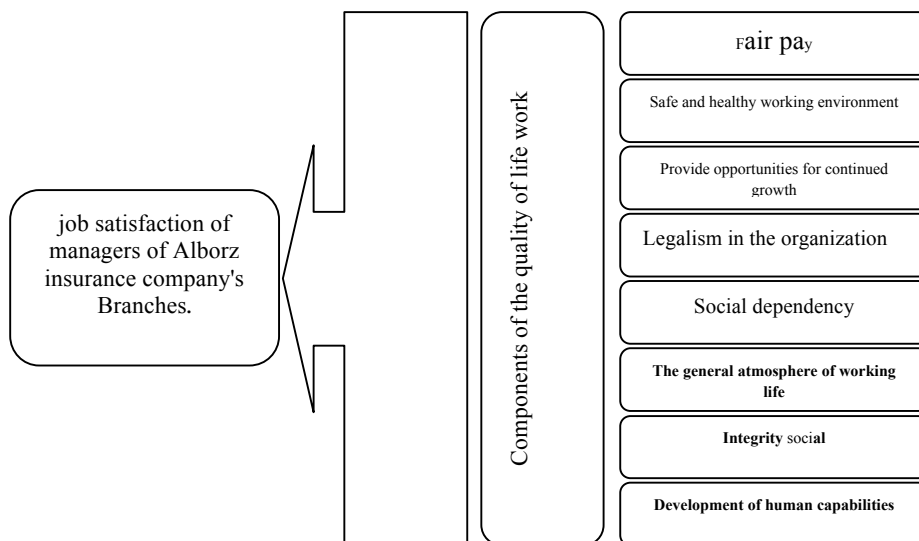 job satisfaction of
managers of Alborz
insurance company's
Branches.
Components of the quality of life work
Fair pay
Safe and healthy working environment
Provide opportunities for continued
growth
Legalism in the organization
Social dependency
The general atmosphere of working
life
Integrity social
Development of human capabilities